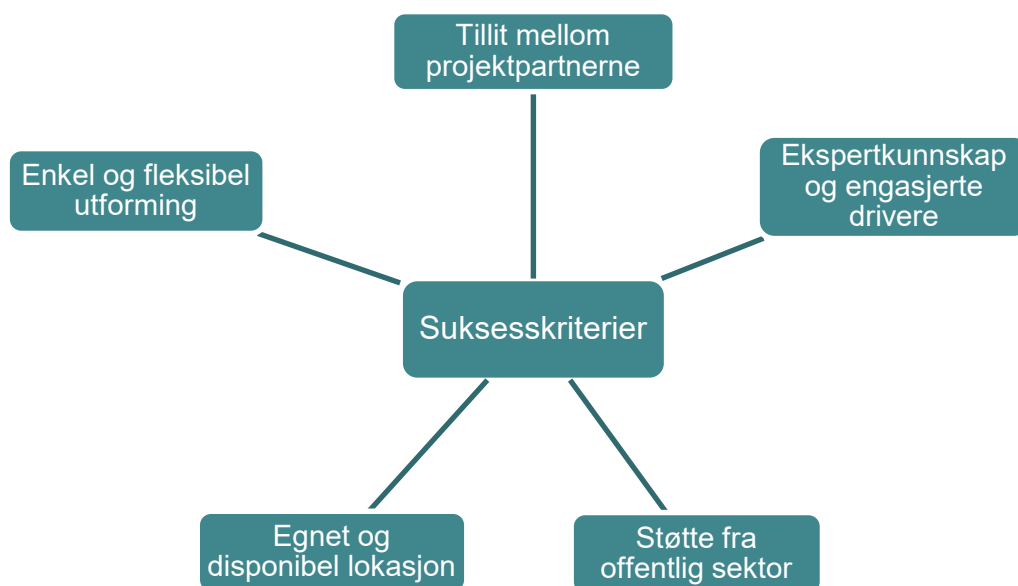 Tillit mellom
projektpartnerne
Enkel og fleksibel
utforming
Ekspertkunnskap
og engasjerte
drivere
Suksesskriterier
Egnet og
disponibel lokasjon
Støtte fra
offentlig sektor